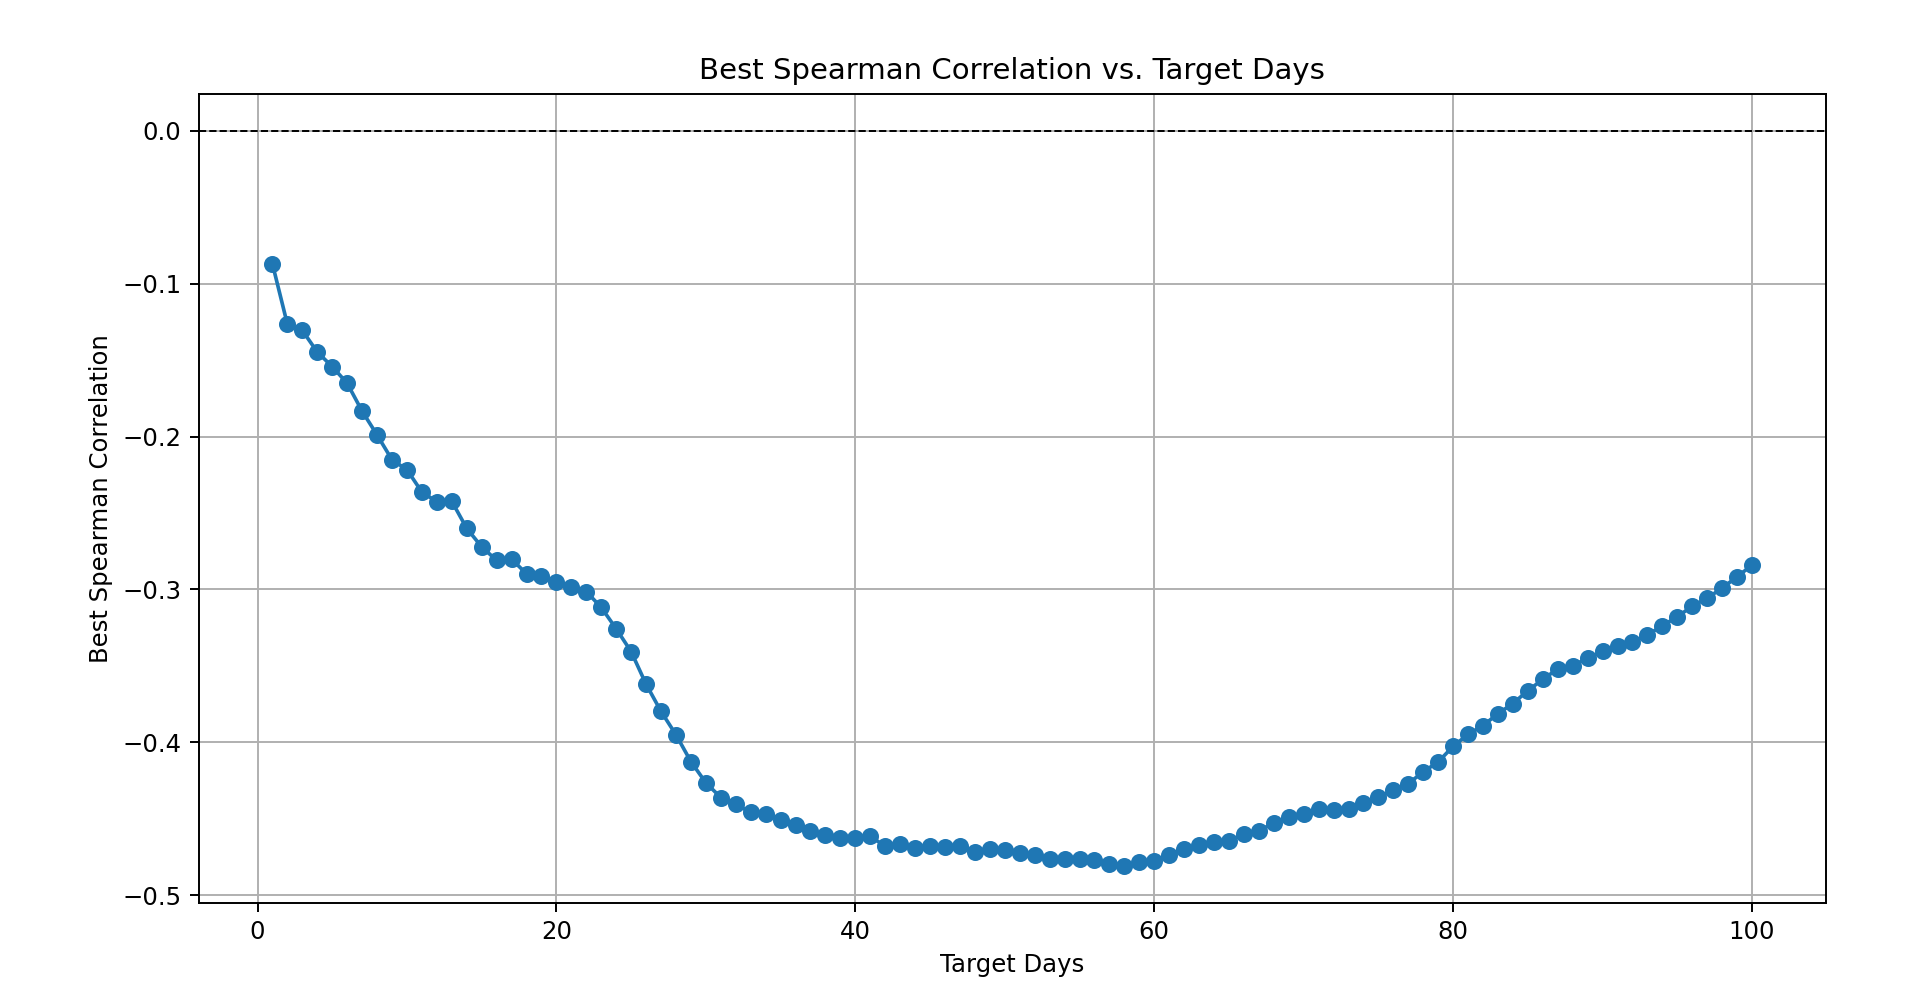 Best Spearman Correlation vs. Target Days
0.0
−0.1
−0.2
−0.3
−0.4
−0.5
Best Spearman Correlation
0 20 40 60 80 100
Target Days